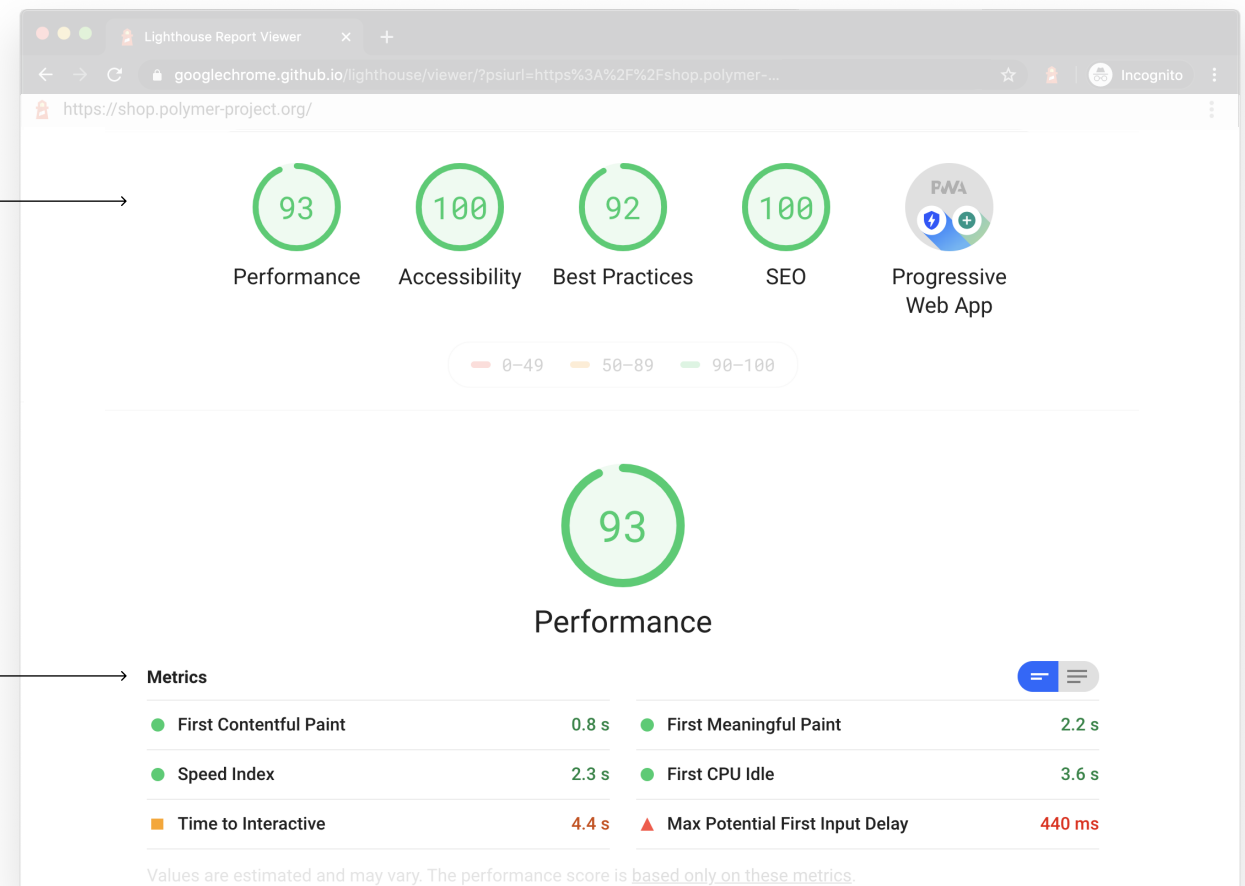 Lighthouse Report Viewer
googlechrome.github.io/lighthouse/viewer/?psiurl=https%3A%2F%2Fshop.polymer-...
Incognito
https://shop.polymer-project.org/
93
100
92
100
PWA
Performance
Accessibility
Best Practices
SEO
Progressive
Web App
0–49
50–89
90–100
93
Performance
Metrics
First Contentful Paint 0.8 s
First Meaningful Paint 2.2 s
Speed Index 2.3 s
First CPU Idle 3.6 s
Time to Interactive 4.4 s
Max Potential First Input Delay 440 ms
Values are estimated and may vary. The performance score is based only on these metrics.